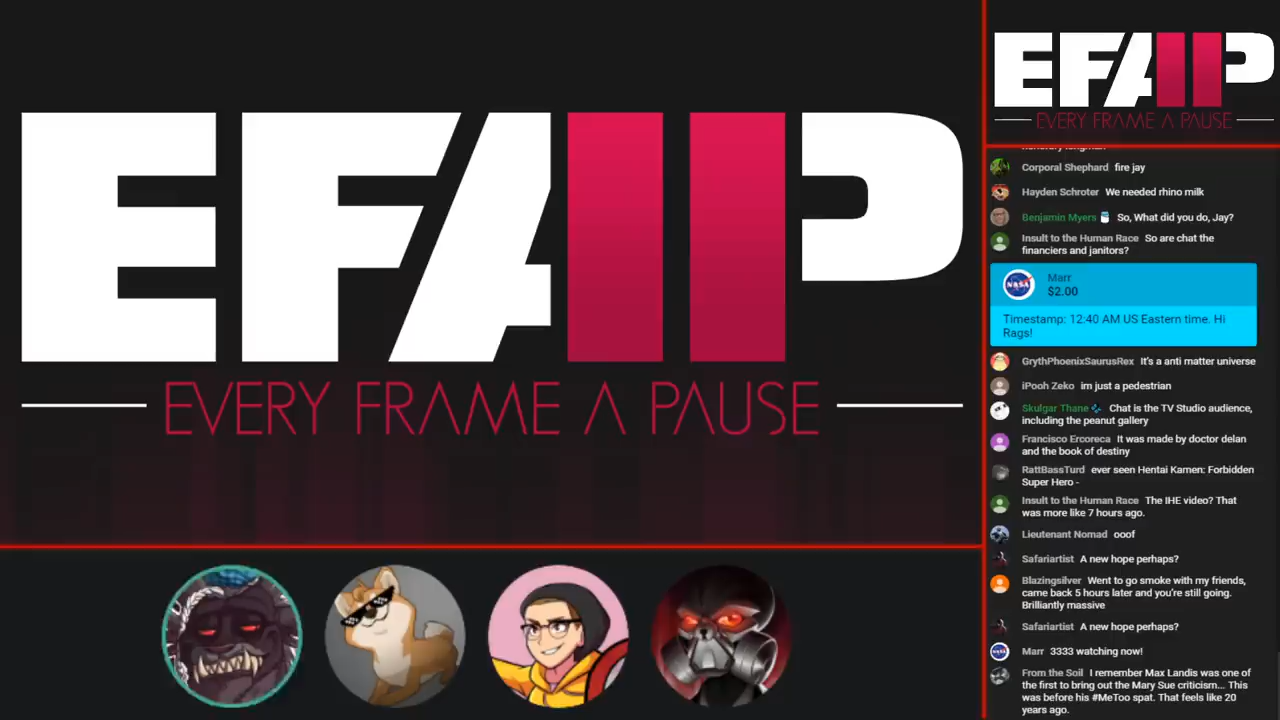 EFAP
EVERY FRAME A PAUSE
EFAP
EVERY FRAME A PAUSE
Corporal Shephard fire jay
Hayden Schroter We needed rhino milk
Benjamin Myers So, What did you do, Jay?
Insult to the Human Race So are chat the
financiers and janitors?
NASA
Marr
$2.00
Timestamp: 12:40 AM US Eastern time. Hi
Rags!
GrythPhoenixSaurusRex It's a anti matter universe
iPooh Zeko im just a pedestrian
Skulgar Thane Chat is the TV Studio audience,
including the peanut gallery
Francisco Ercoreca It was made by doctor delan
and the book of destiny
RattBassTurd ever seen Hentai Kamen: Forbidden
Super Hero -
Insult to the Human Race The IHE video? That
was more like 7 hours ago.
Lieutenant Nomad ooof
Safariartist A new hope perhaps?
Blazingsilver Went to go smoke with my friends,
came back 5 hours later and you're still going.
Brilliantly massive
Safariartist A new hope perhaps?
Marr 3333 watching now!
From the Soil I remember Max Landis was one of
the first to bring out the Mary Sue criticism... This
was before his #MeToo spat. That feels like 20
years ago.